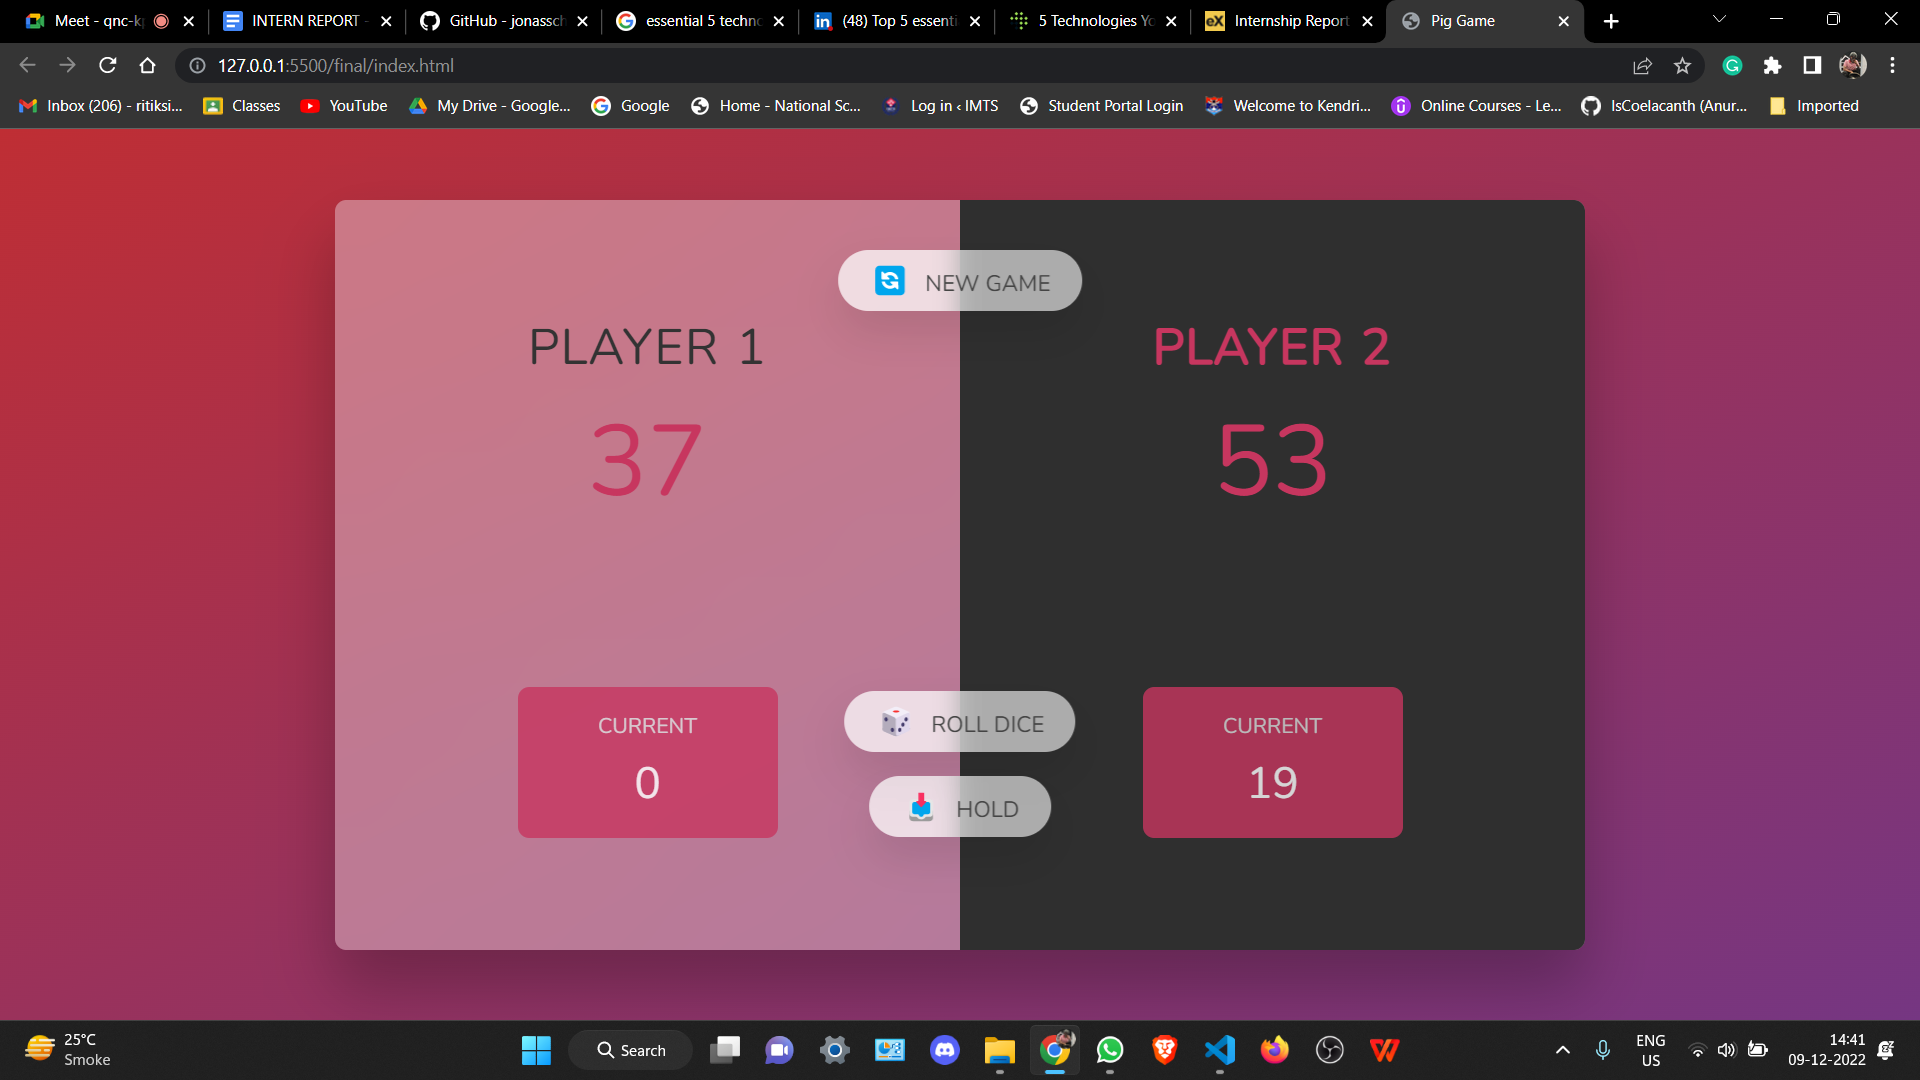 Meet - qnc-k
INTERN REPORT -
GitHub - jonassch
essential 5 techno
(48) Top 5 essenti
5 Technologies Yo
eX Internship Report
Pig Game
127.0.0.1:5500/final/index.html
Inbox (206) - ritiksi...
Classes
YouTube
My Drive - Google...
Google
Home - National Sc...
Log in ‹ IMTS
Student Portal Login
Welcome to Kendri...
Online Courses - Le...
IsCoelacanth (Anur...
Imported
NEW GAME
PLAYER 1
PLAYER 2
37
53
CURRENT
0
CURRENT
19
ROLL DICE
HOLD
25°C
Smoke
Search
ENG
US
14:41
09-12-2022